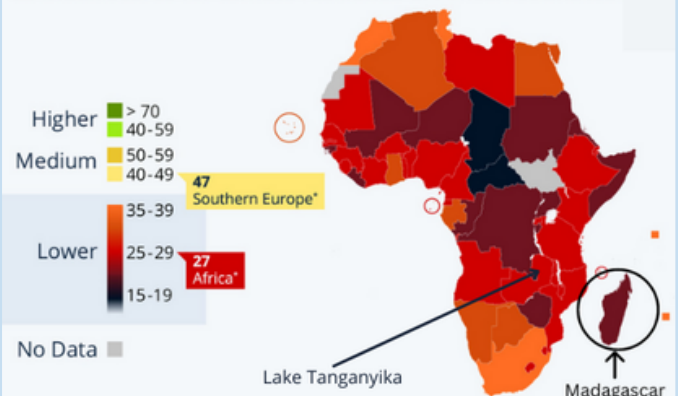 Higher
> 70
40-59
Medium
50-59
40-49
47
Southern Europe*
Lower
35-39
25-29
15-19
27
Africa*
No Data
Lake Tanganyika
Madagascar